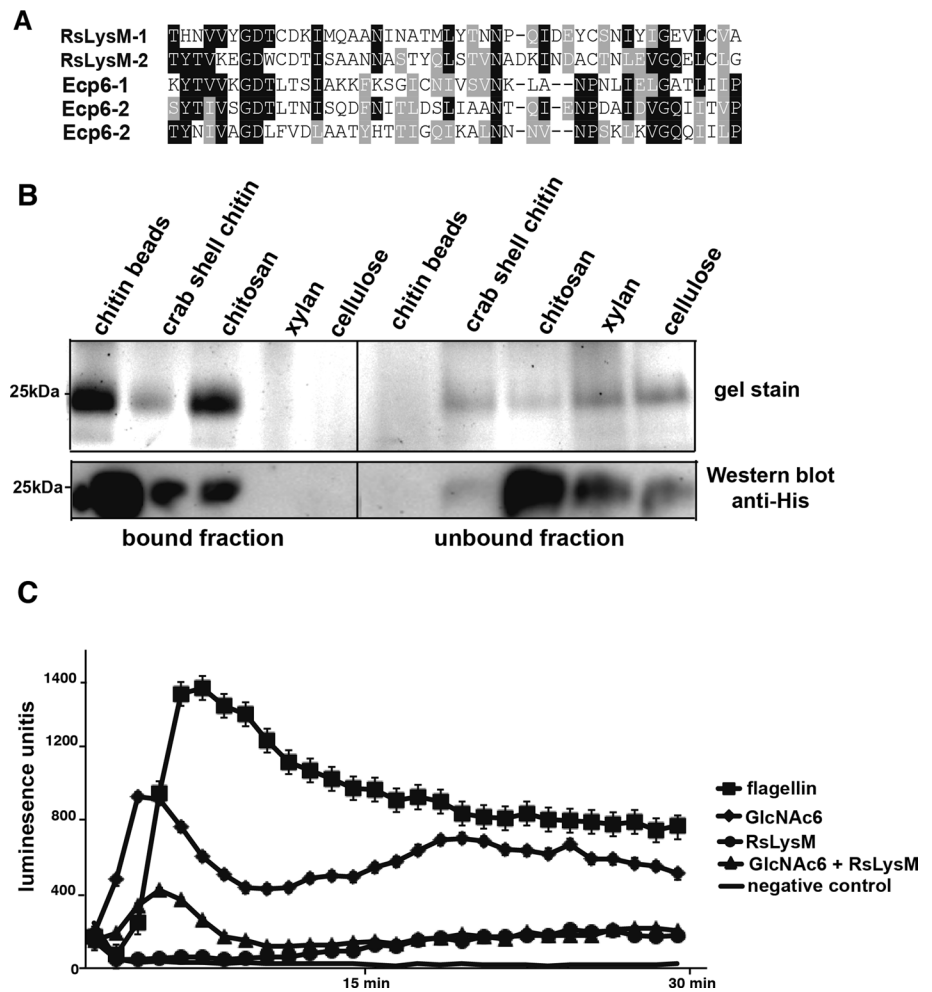 A
RsLysM-1 THNVVYGDTCDKIMQAANINATMLYTNNP-QIDEYCSNIYIGEVLCVA
RsLysM-2 TYTVKEGDWCDTISAANNASTYQLSTVNADKINDACINLEVGQELCLG
Ecp6-1 KYTVVKGDTLTSIAKKFKSGICNIVSVNK-LA--NPNLIELGATLIIP
Ecp6-2 SYTIVSGDTLTNISQDFNITLDSLIAANT-QI-ENPDAIDVGQIITVP
Ecp6-2 TYNIVAGDLFVDLAATYHTTIGQIKALNN-NV--NPSKLKVGQQIILP
B
chitin beads crab shell chitin chitosan xylan cellulose chitin beads crab shell chitin chitosan xylan cellulose
25kDa
gel stain
25kDa
Western blot
anti-His
bound fraction unbound fraction
C
luminesence unitis
1400
1200
800
400
0
15 min 30 min
flagellin
GlcNAc6
RsLysM
GlcNAc6 + RsLysM
negative control